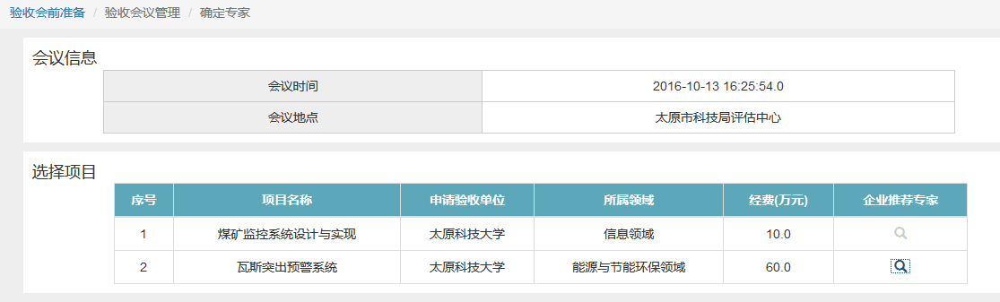 验收会前准备 / 验收会议管理 / 确定专家
会议信息
会议时间 2016-10-13 16:25:54.0
会议地点 太原市科技局评估中心
选择项目
序号 项目名称 申请验收单位 所属领域 经费(万元) 企业推荐专家
1 煤矿监控系统设计与实现 太原科技大学 信息领域 10.0
2 瓦斯突出预警系统 太原科技大学 能源与节能环保领域 60.0